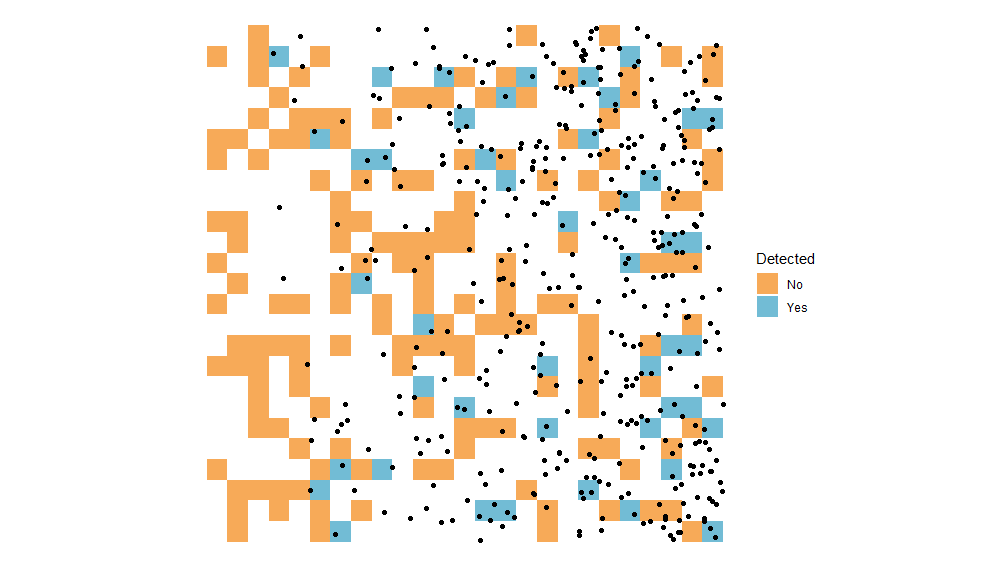 Detected
No
Yes